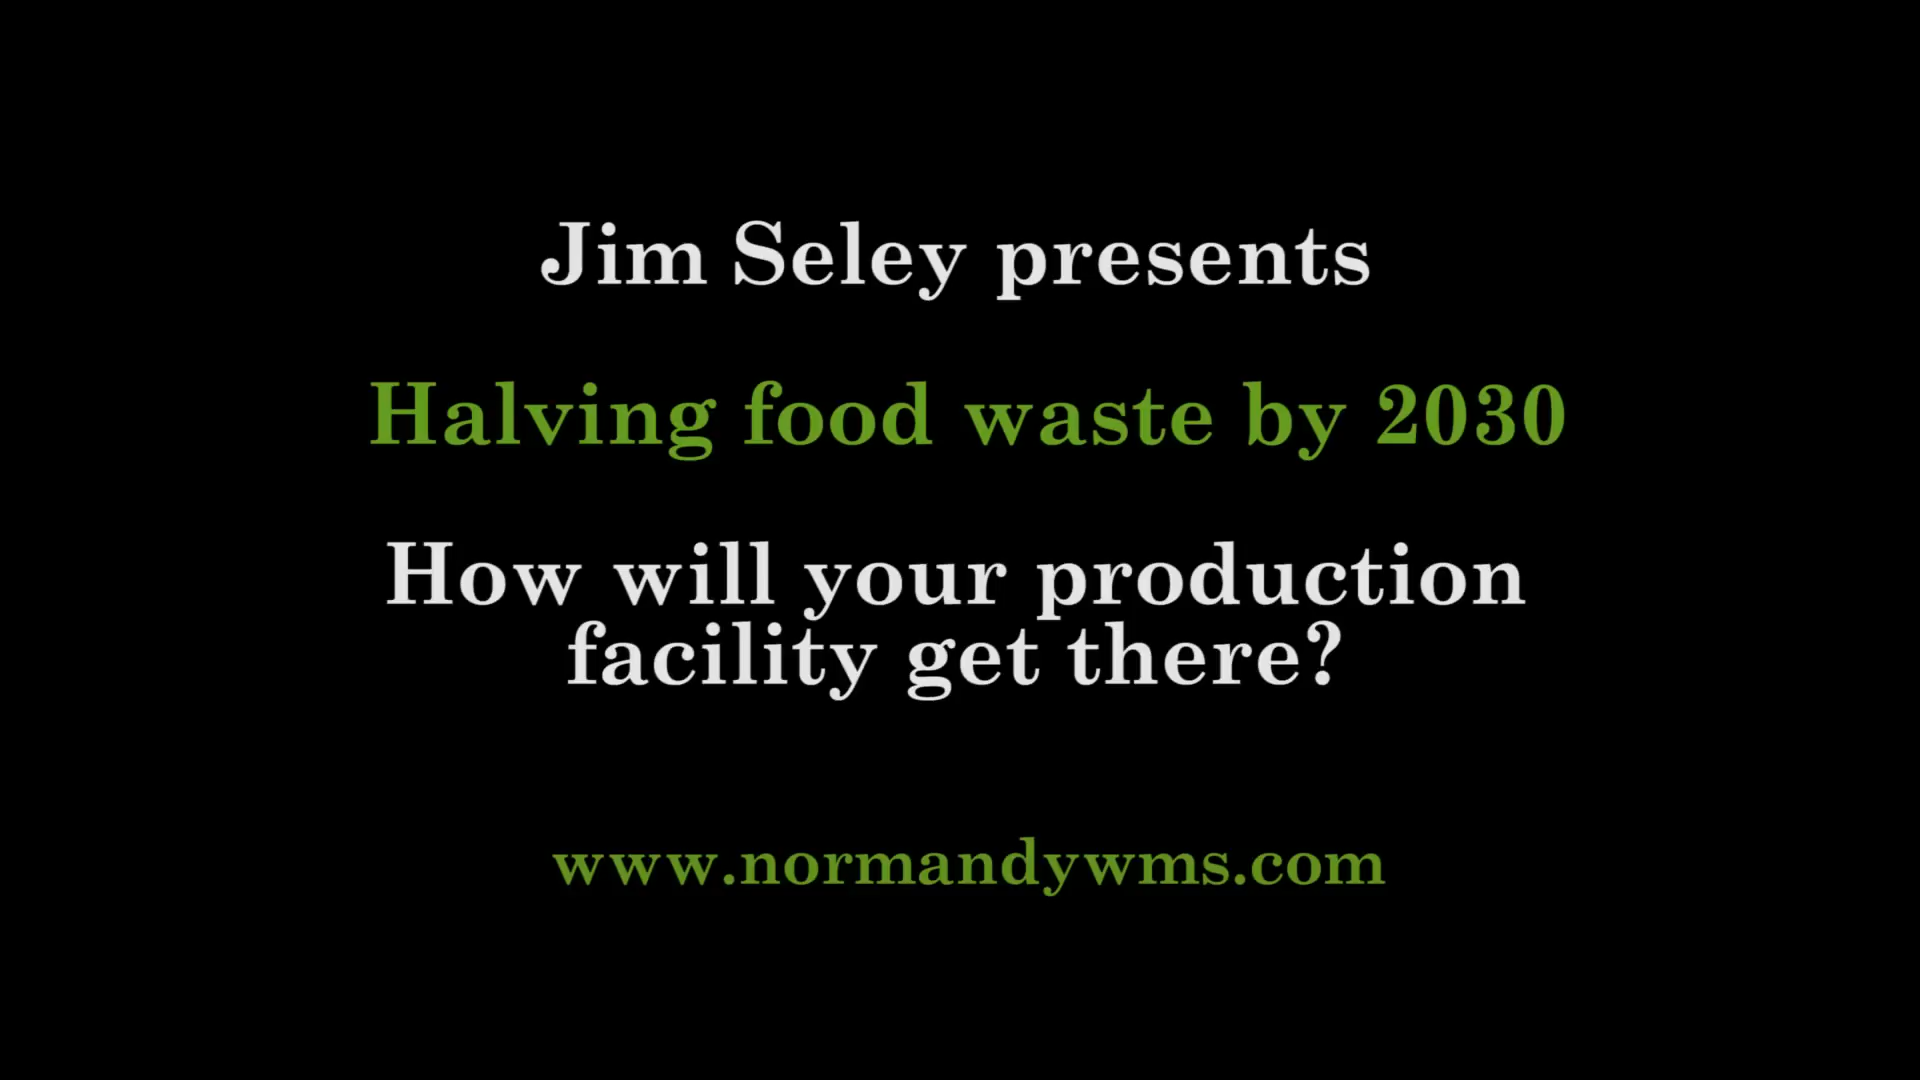 Jim Seley presents
Halving food waste by 2030
How will your production
facility get there?
www.normandywms.com